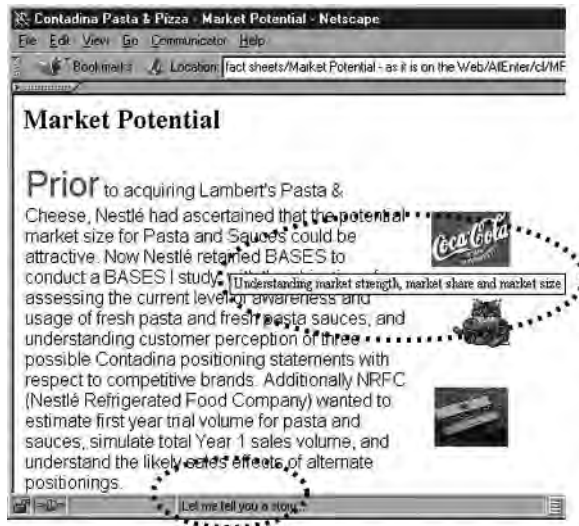 Contadina Pasta & Pizza - Market Potential - Netscape
File Edit View Go Communicator Help
Bookmarks Location: fact sheets/Market Potential - as it is on the Web/AllEnter/cl/MF
Market Potential
Prior to acquiring Lambert's Pasta &
Cheese, Nestlé had ascertained that the potential
market size for Pasta and Sauces could be
attractive. Now Nestlé retained BASES to
conduct a BASES I study
Coca-Cola
Understanding market strength, market share and market size
assessing the current level of awareness and
usage of fresh pasta and fresh pasta sauces, and
understanding customer perception of three
possible Contadina positioning statements with
respect to competitive brands. Additionally NRFC
(Nestlé Refrigerated Food Company) wanted to
estimate first year trial volume for pasta and
sauces, simulate total Year 1 sales volume, and
understand the likely sales effects of alternate
positionings.
Let me tell you a story...